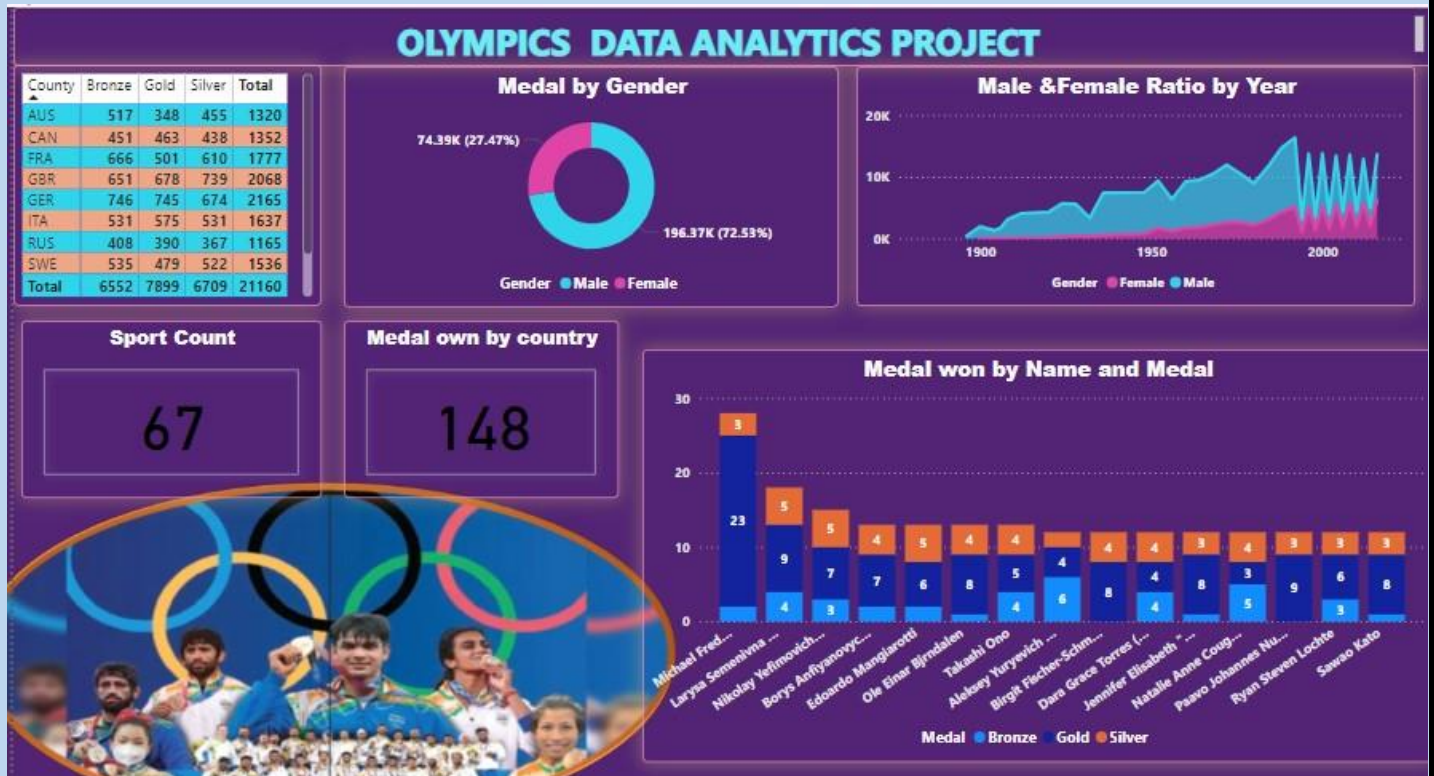 OLYMPICS DATA ANALYTICS PROJECT
County Bronze Gold Silver Total
AUS 517 348 455 1320
CAN 451 463 438 1352
FRA 666 501 610 1777
GBR 651 678 739 2068
GER 746 745 674 2165
ITA 531 575 531 1637
RUS 408 390 367 1165
SWE 535 479 522 1536
Total 6552 7899 6709 21160
Medal by Gender
74.39K (27.47%)
196.37K (72.53%)
Gender Male Female
Male &Female Ratio by Year
20K
10K
0K
1900 1950 2000
Gender Female Male
Sport Count
67
Medal own by country
148
Medal won by Name and Medal
30
20
10
0
3
23
5
9
4
5
7
3
4
7
5
6
4
8
4
5
4
4
6
4
8
4
4
4
3
8
4
3
5
3
9
3
6
3
3
8
Michael Fred...
Larysa Semenivna ...
Nikolay Yefimovich...
Borys Anfiyanovyc...
Edoardo Mangiarotti
Ole Einar Bjrndalen
Takashi Ono
Aleksey Yuryevich ...
Birgit Fischer-Schm...
Dara Grace Torres (...
Jennifer Elisabeth "...
Natalie Anne Coug...
Paavo Johannes Nu...
Ryan Steven Lochte
Sawao Kato
Medal Bronze Gold Silver